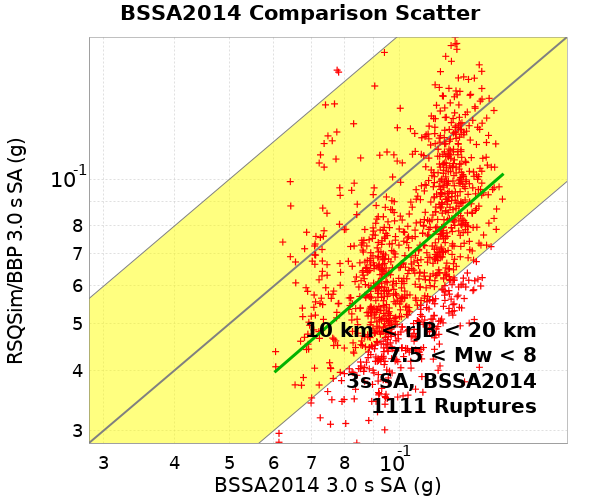 BSSA2014 Comparison Scatter
RSQSim/BBP 3.0 s SA (g)
10-1
8
7
6
5
4
3
10 km < rJB < 20 km
7.5 < Mw < 8
3s SA, BSSA2014
1111 Ruptures
3 4 5 6 7 8 10-1
BSSA2014 3.0 s SA (g)